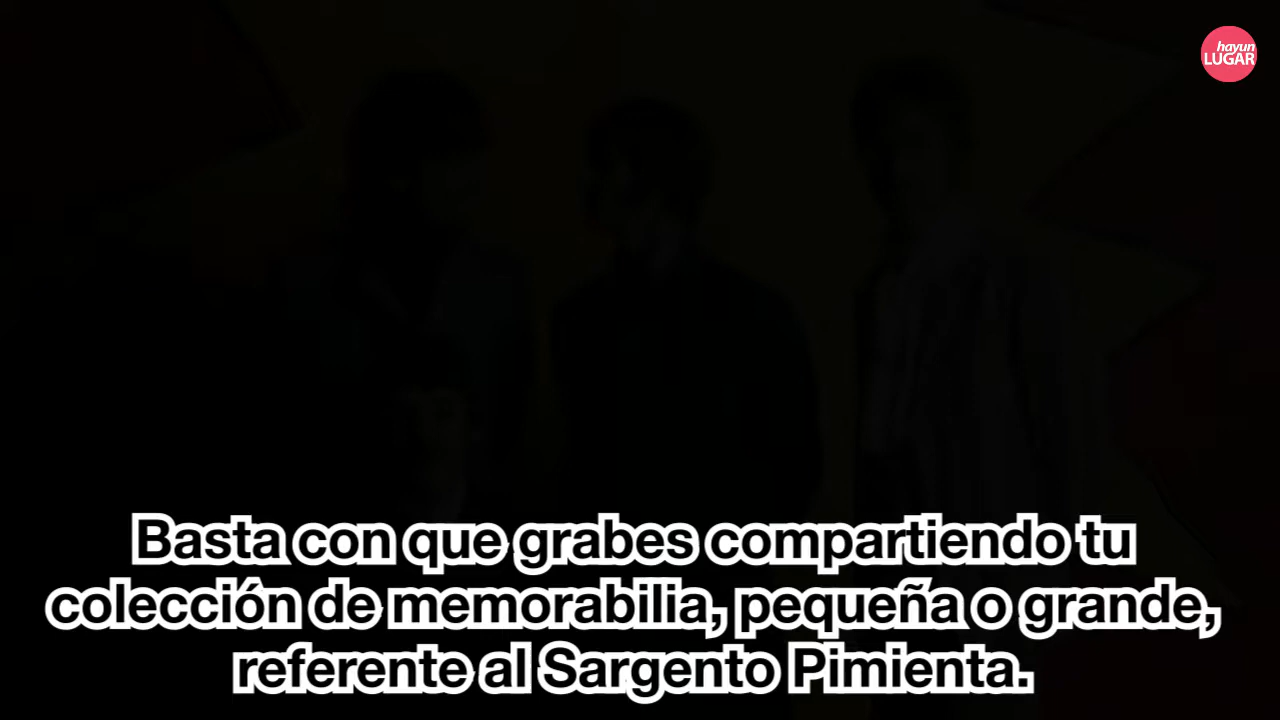 hayun
LUGAR
Basta con que grabes compartiendo tu
colección de memorabilia, pequeña o grande,
referente al Sargento Pimienta.